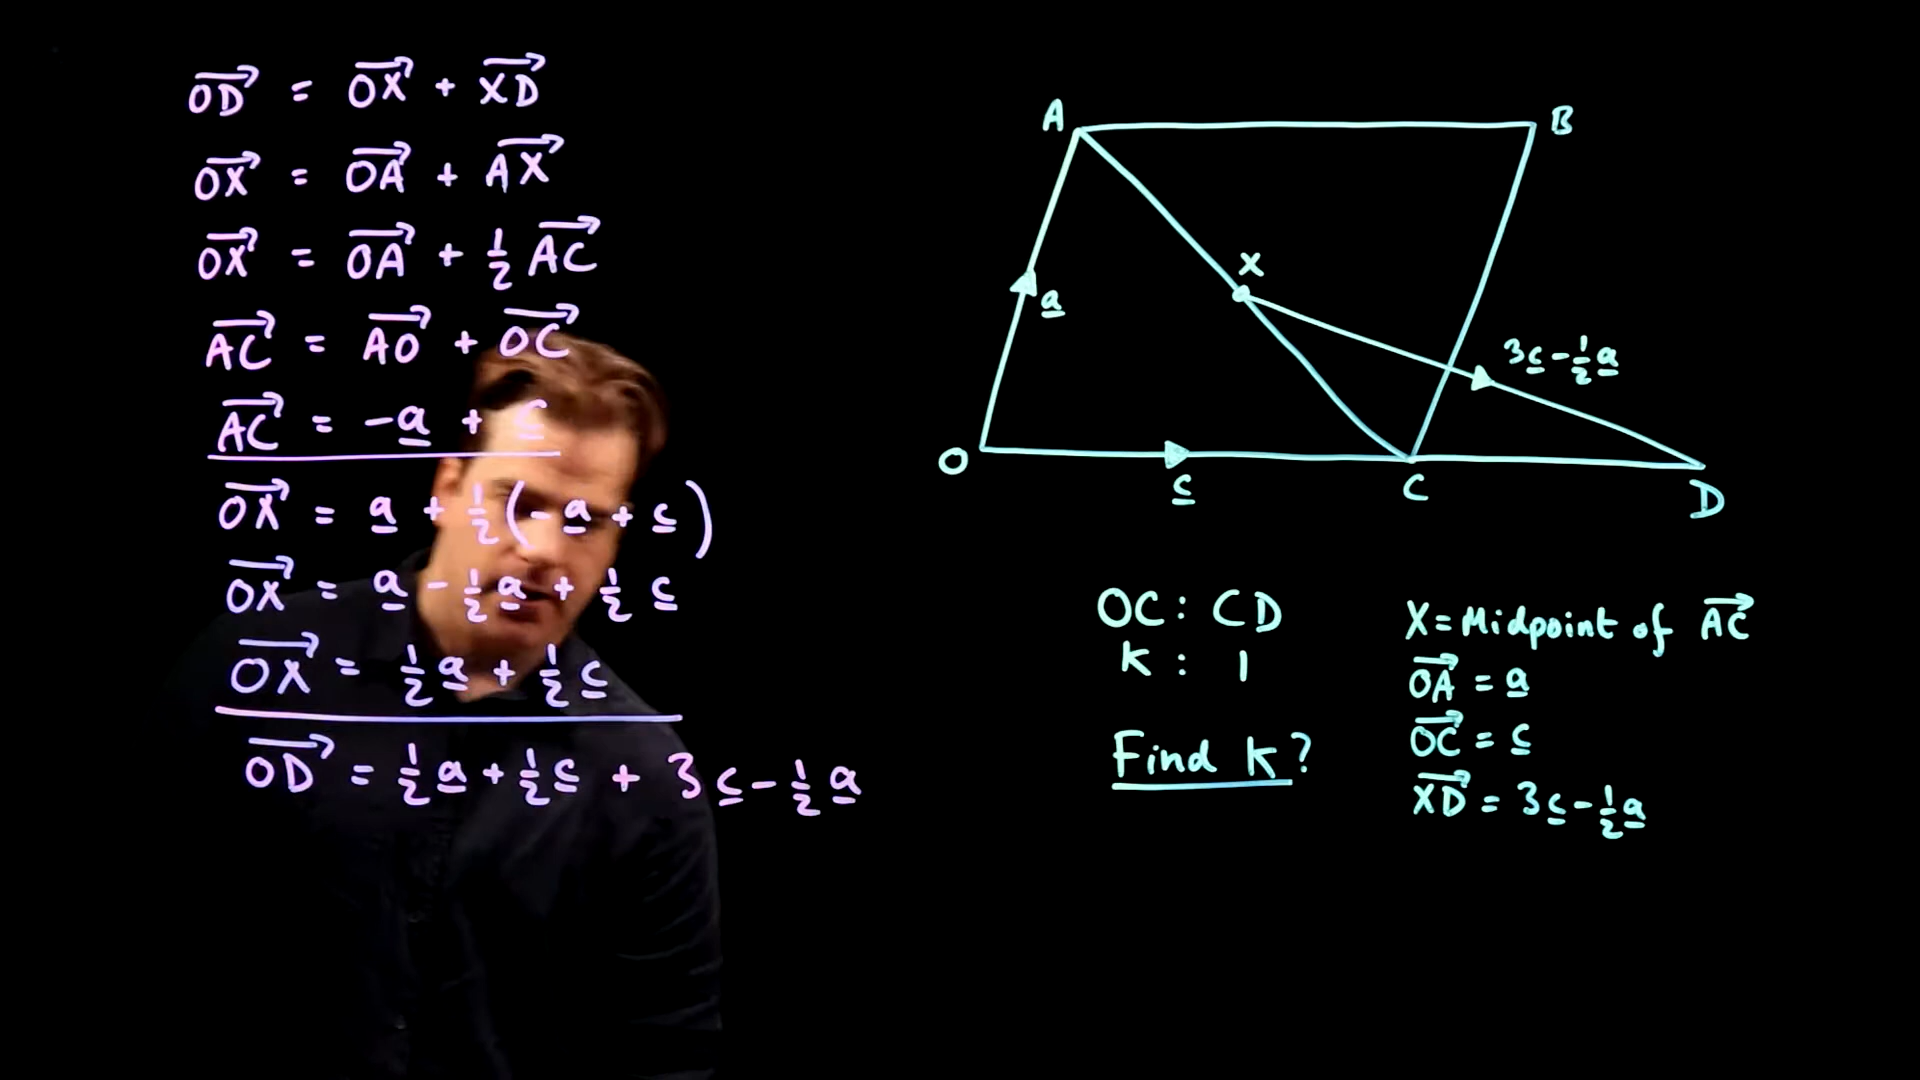 OD = OX + XD
OX = OA + AX
OX = OA + ½ AC
AC = AO + OC
AC = -a + c
OX = a + ½(-a + c)
OX = a - ½a + ½c
OX = ½a + ½c
OD = ½a + ½c + 3c - ½a
A
B
X
a
3c - ½a
O
c
C
D
OC : CD
K : 1
Find K?
X = Midpoint of AC
OA = a
OC = c
XD = 3c - ½a